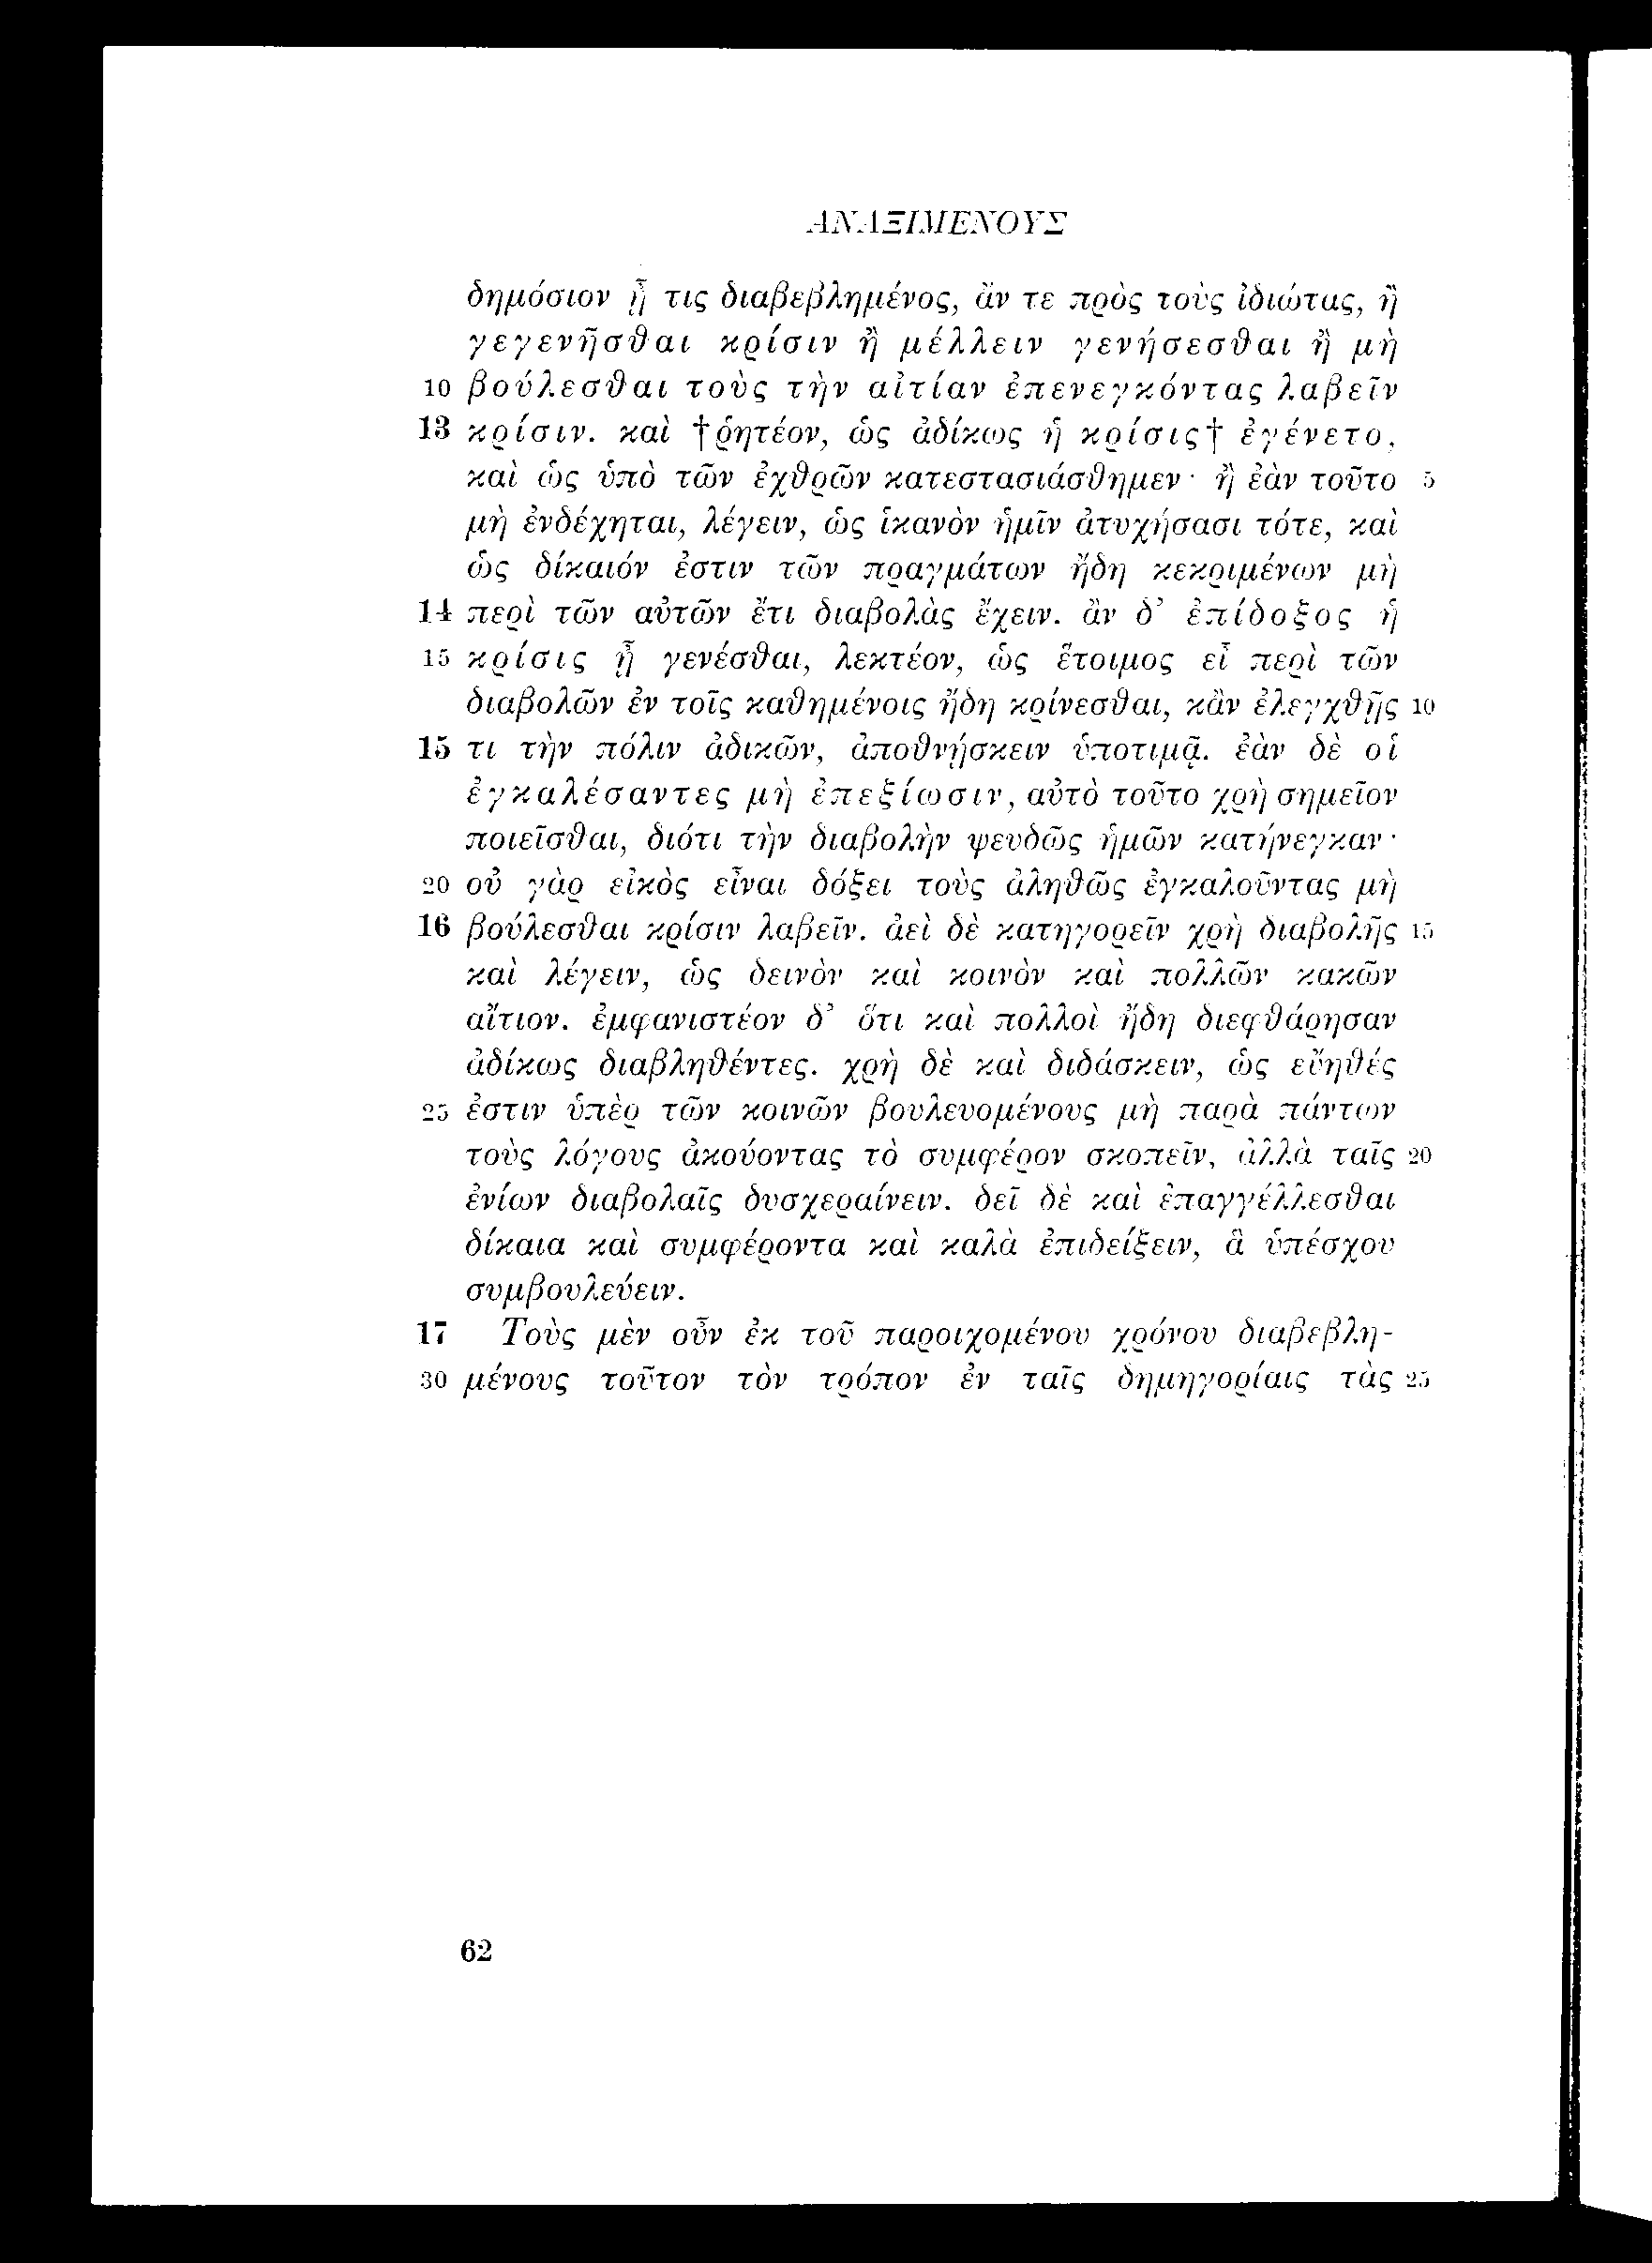 ΑΝΑΞΙΜΕΝΟΥΣ
δημόσιον ᾖ τις διαβεβλημένος, ἄν τε πρὸς τοὺς ἰδιώτας, ἢ
γεγενῆσθαι κρίσιν ἢ μέλλειν γενήσεσθαι ἢ μὴ
10 βούλεσθαι τοὺς τὴν αἰτίαν ἐπενεγκόντας λαβεῖν
13 κρίσιν. καὶ †ῥητέον, ὡς ἀδίκως ἡ κρίσις† ἐγένετο,
καὶ ὡς ὑπὸ τῶν ἐχθρῶν κατεστασιάσθημεν· ἢ ἐὰν τοῦτο 5
μὴ ἐνδέχηται, λέγειν, ὡς ἱκανὸν ἡμῖν ἀτυχήσασι τότε, καὶ
ὡς δίκαιόν ἐστιν τῶν πραγμάτων ἤδη κεκριμένων μὴ
14 περὶ τῶν αὐτῶν ἔτι διαβολὰς ἔχειν. ἂν δ’ ἐπίδοξος ἡ
15 κρίσις ᾖ γενέσθαι, λεκτέον, ὡς ἕτοιμος εἶ περὶ τῶν
διαβολῶν ἐν τοῖς καθημένοις ἤδη κρίνεσθαι, κἂν ἐλεγχθῇς 10
15 τι τὴν πόλιν ἀδικῶν, ἀποθνῄσκειν ὑποτιμᾷ. ἐὰν δὲ οἱ
ἐγκαλέσαντες μὴ ἐπεξίωσιν, αὐτὸ τοῦτο χρὴ σημεῖον
ποιεῖσθαι, διότι τὴν διαβολὴν ψευδῶς ἡμῶν κατήνεγκαν·
20 οὐ γὰρ εἰκὸς εἶναι δόξει τοὺς ἀληθῶς ἐγκαλοῦντας μὴ
16 βούλεσθαι κρίσιν λαβεῖν. ἀεὶ δὲ κατηγορεῖν χρὴ διαβολῆς 15
καὶ λέγειν, ὡς δεινὸν καὶ κοινὸν καὶ πολλῶν κακῶν
αἴτιον. ἐμφανιστέον δ’ ὅτι καὶ πολλοὶ ἤδη διεφθάρησαν
ἀδίκως διαβληθέντες. χρὴ δὲ καὶ διδάσκειν, ὡς εὔηθές
25 ἐστιν ὑπὲρ τῶν κοινῶν βουλευομένους μὴ παρὰ πάντων
τοὺς λόγους ἀκούοντας τὸ συμφέρον σκοπεῖν, ἀλλὰ ταῖς 20
ἐνίων διαβολαῖς δυσχεραίνειν. δεῖ δὲ καὶ ἐπαγγέλλεσθαι
δίκαια καὶ συμφέροντα καὶ καλὰ ἐπιδείξειν, ἃ ὑπέσχου
συμβουλεύειν.
17 Τοὺς μὲν οὖν ἐκ τοῦ παροιχομένου χρόνου διαβεβλη-
30 μένους τοῦτον τὸν τρόπον ἐν ταῖς δημηγορίαις τὰς 25
62